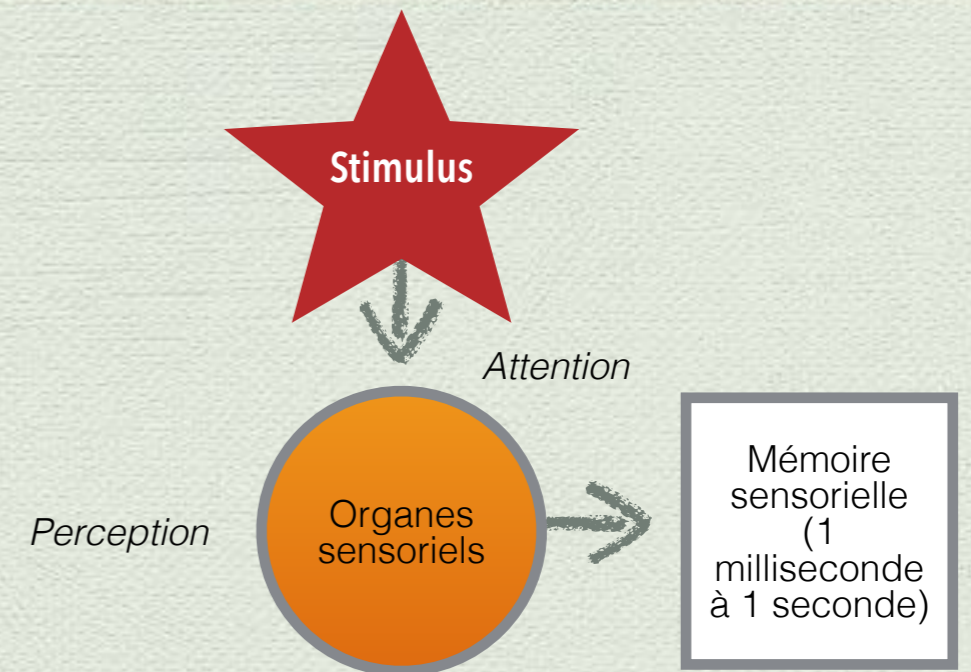 Stimulus
Attention
Perception
Organes
sensoriels
Mémoire
sensorielle
(1
milliseconde
à 1 seconde)